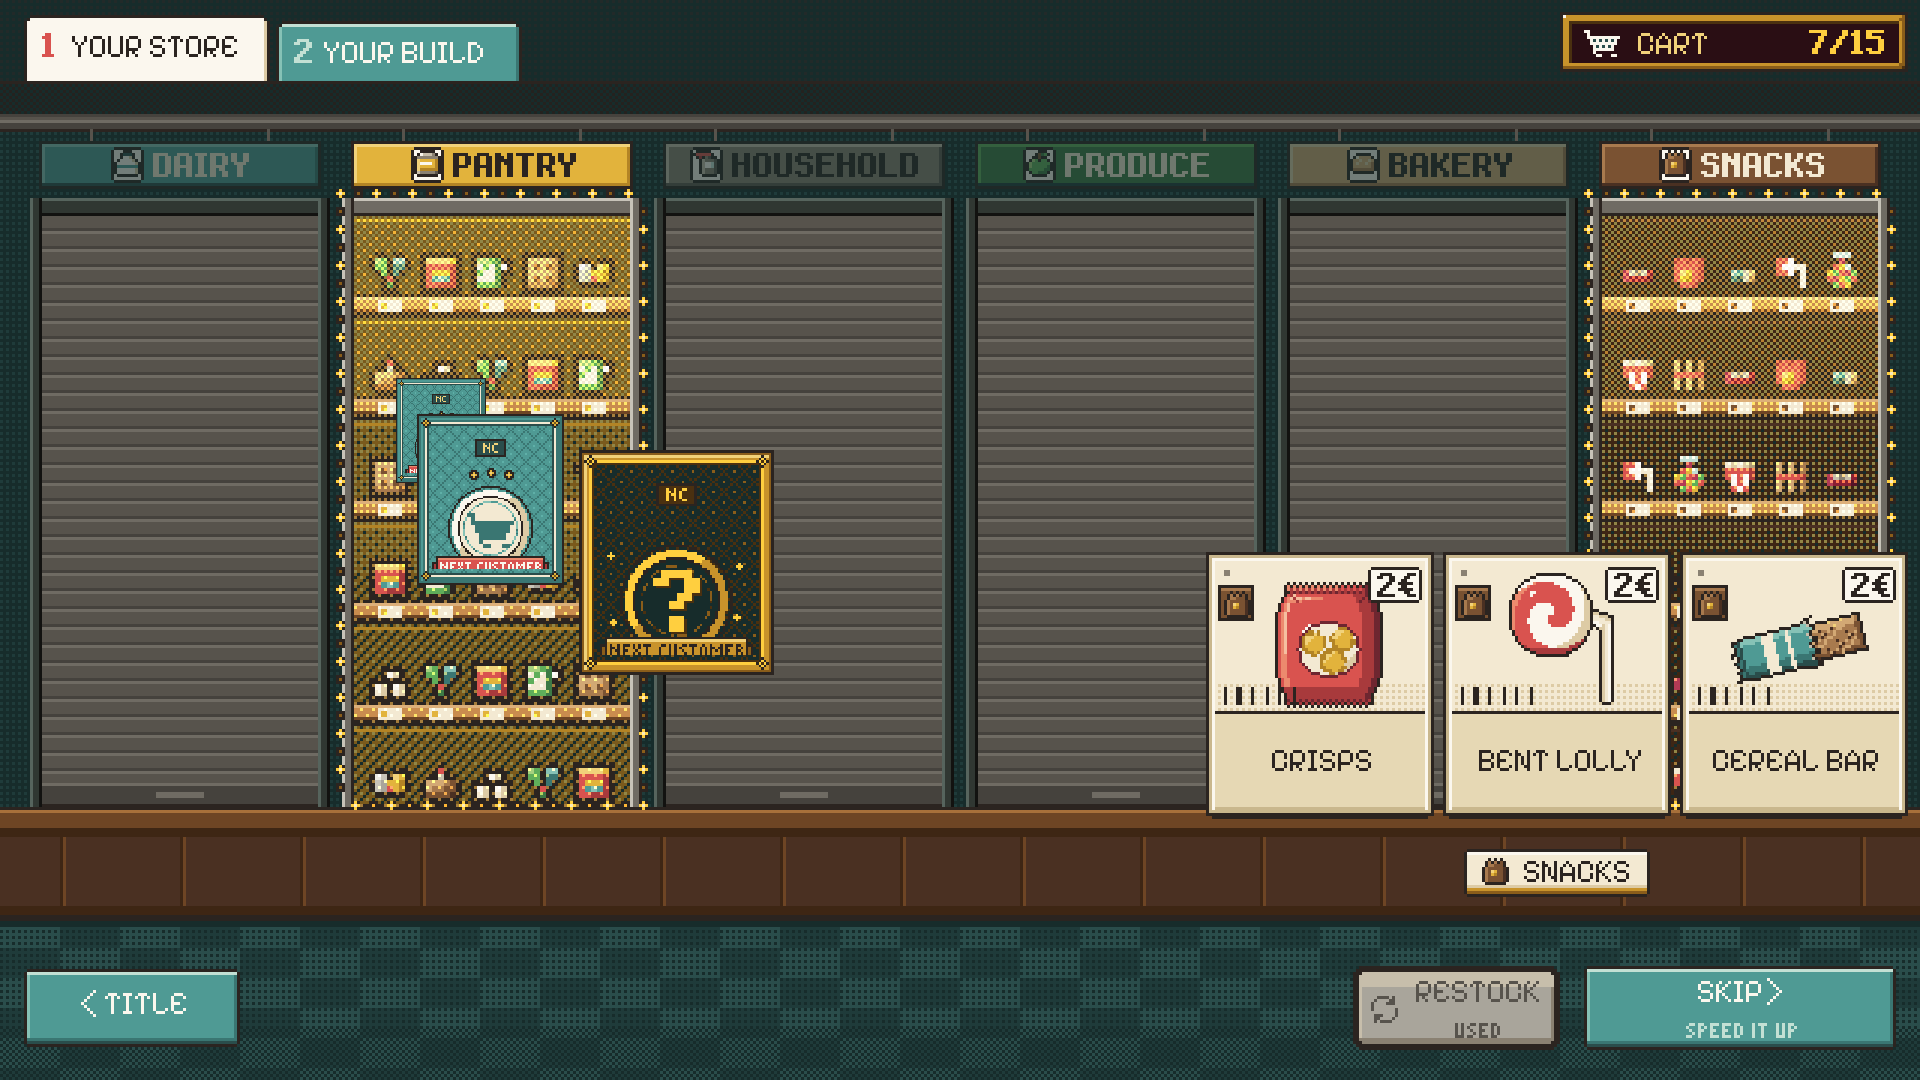 1 YOUR STORE
2 YOUR BUILD
CART 7/15
DAIRY
PANTRY
HOUSEHOLD
PRODUCE
BAKERY
SNACKS
NC
NC
NEXT CUSTOMER
NC
?
NEXT CUSTOMER
2€
CRISPS
2€
BENT LOLLY
2€
CEREAL BAR
SNACKS
< TITLE
RESTOCK
USED
SKIP >
SPEED IT UP